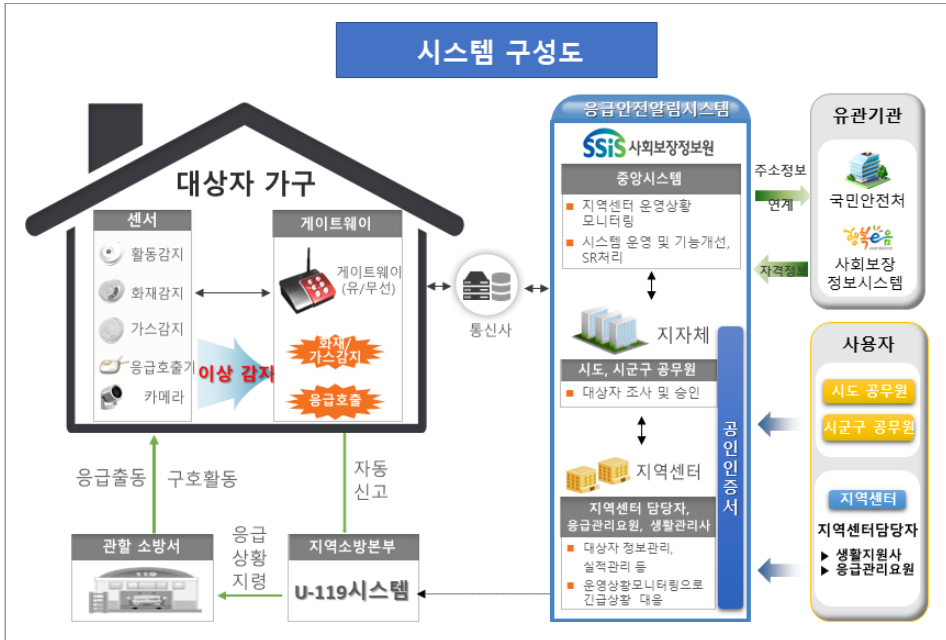 시스템 구성도
대상자 가구
센서
활동감지
화재감지
가스감지
응급호출기
카메라
이상 감자
게이트웨이
게이트웨이
(유/무선)
화재/
가스감지
응급호출
통신사
응급안전알림시스템
SSiS 사회보장정보원
중앙시스템
지역센터 운영상황
모니터링
시스템 운영 및 기능개선,
SR처리
지자체
시도, 시군구 공무원
대상자 조사 및 승인
지역센터
지역센터 담당자,
응급관리요원, 생활관리사
대상자 정보관리,
실적관리 등
운영상황모니터링으로
긴급상황 대응
공인인증서
주소정보
연계
자격정보
유관기관
국민안전처
행복e음
사회보장
정보시스템
사용자
시도 공무원
시군구 공무원
지역센터
지역센터담당자
▶ 생활지원사
▶ 응급관리요원
응급출동
구호활동
자동
신고
관할 소방서
응급
상황
지령
지역소방본부
U-119시스템